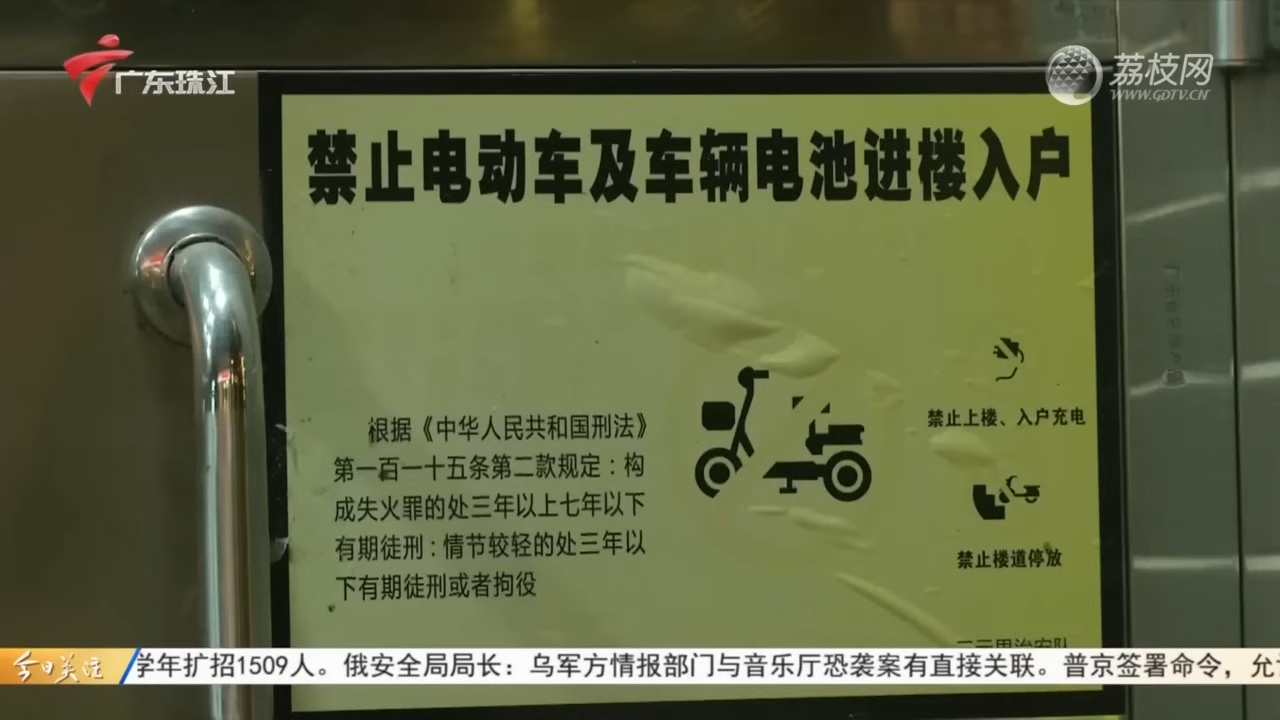 广东珠江
荔枝网
WWW.GDTV.CN
禁止电动车及车辆电池进楼入户
根据《中华人民共和国刑法》
第一百一十五条第二款规定：构
成失火罪的处三年以上七年以下
有期徒刑：情节较轻的处三年以
下有期徒刑或者拘役
禁止上楼、入户充电
禁止楼道停放
今日关注
学年扩招1509人。俄安全局局长：乌军方情报部门与音乐厅恐袭案有直接关联。普京签署命令，允